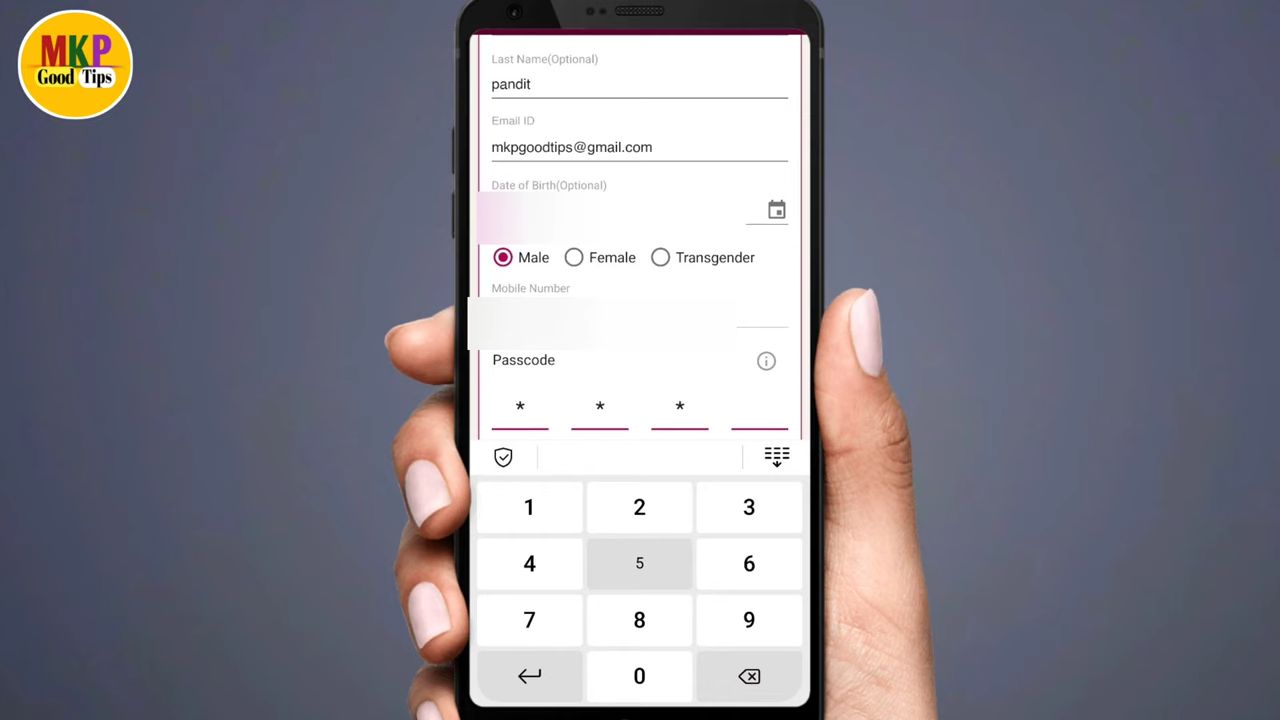 MKP
Good Tips
Last Name(Optional)
pandit
Email ID
mkpgoodtips@gmail.com
Date of Birth(Optional)
Male Female Transgender
Mobile Number
Passcode
* * *
1 2 3
4 5 6
7 8 9
0